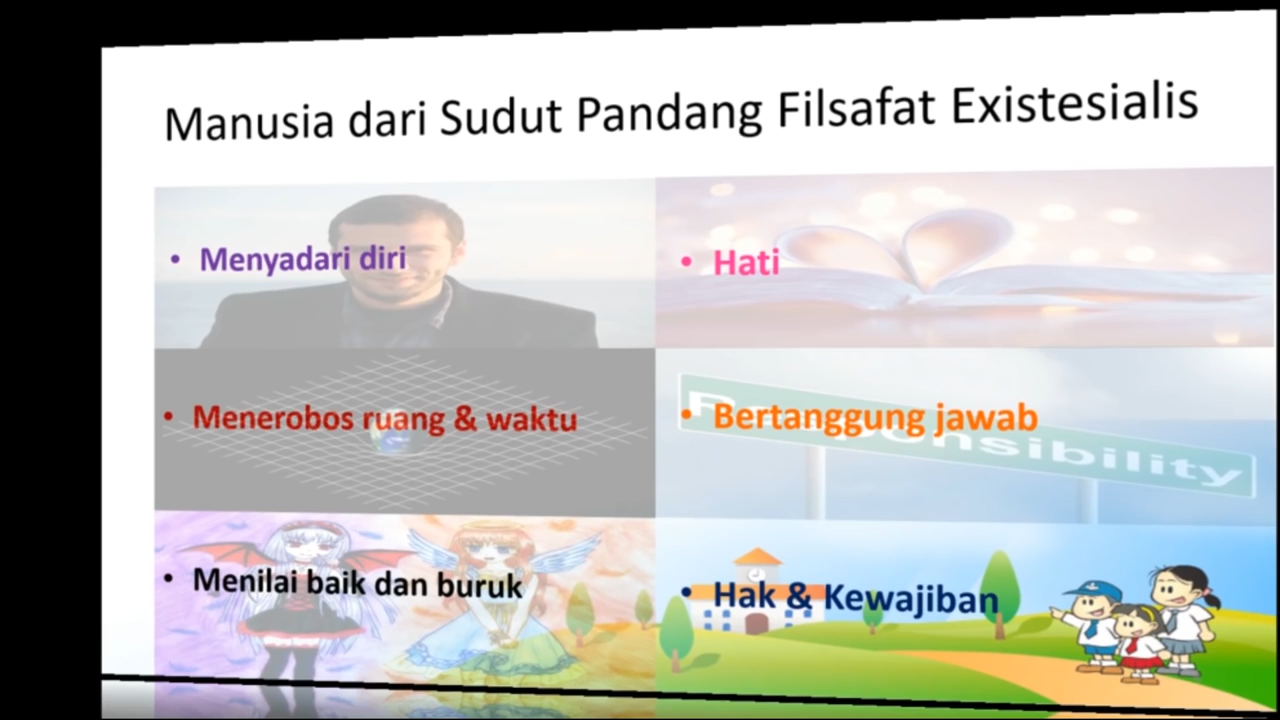 Manusia dari Sudut Pandang Filsafat Existesialis
• Menyadari diri
• Hati
• Menerobos ruang & waktu
• Bertanggung jawab
Responsibility
• Menilai baik dan buruk
• Hak & Kewajiban